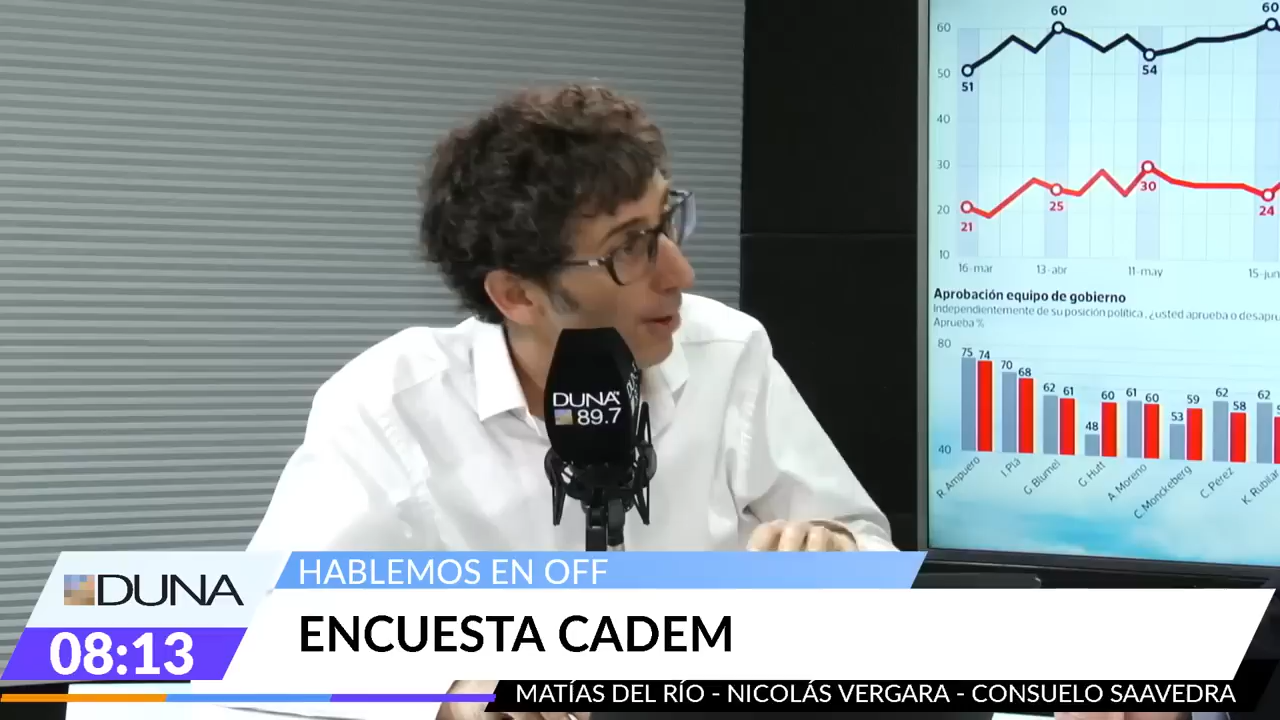 60
60
60
51
50
54
40
30
30
25
24
20
21
10
16-mar
13-abr
11-may
15-jun
Aprobación equipo de gobierno
Independientemente de su posición política, ¿usted aprueba o desapru
Aprueba %
80
75 74
70 68
62 61
48 60
61 60
53 59
62 58
62
40
R. Ampuero
I. Plá
G. Blumel
G. Hutt
A. Moreno
C. Monckeberg
C. Pérez
K. Rubilar
DUNA
89.7
DUNA
08:13
HABLEMOS EN OFF
ENCUESTA CADEM
MATÍAS DEL RÍO - NICOLÁS VERGARA - CONSUELO SAAVEDRA